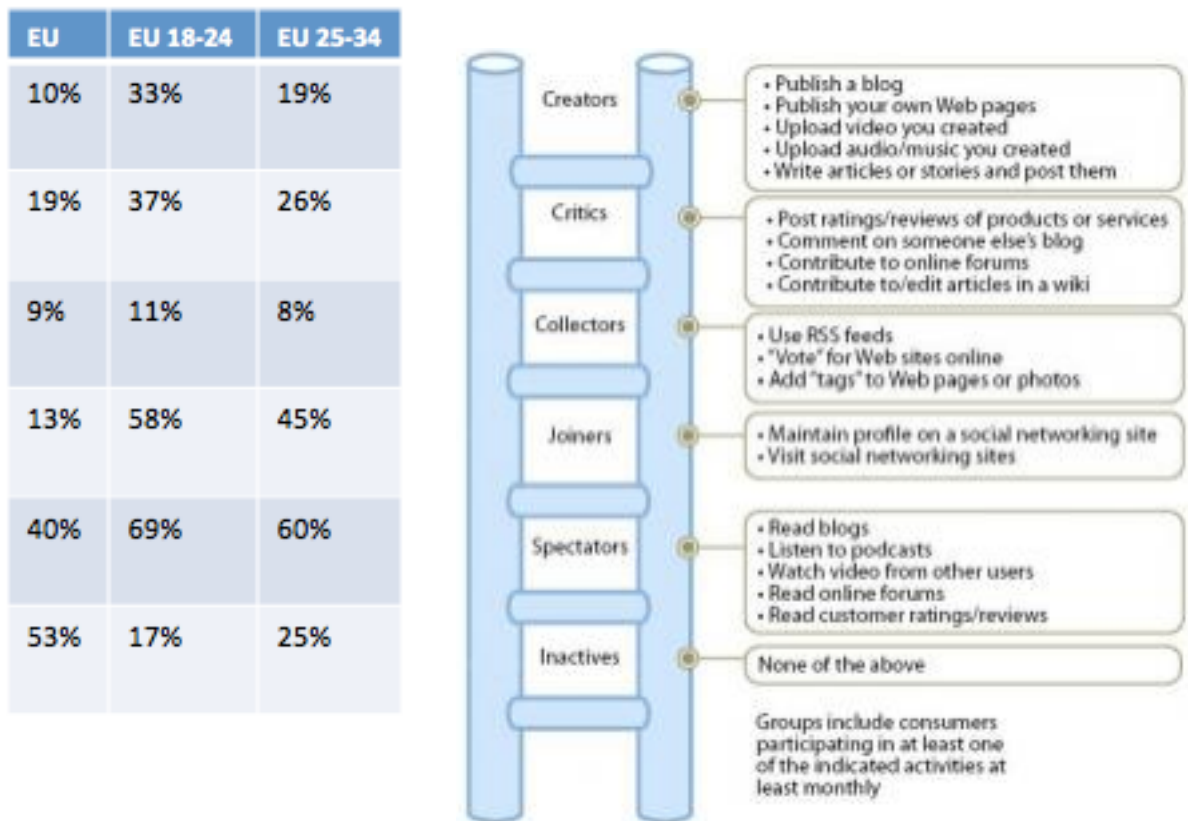 EU EU 18-24 EU 25-34
10% 33% 19%
19% 37% 26%
9% 11% 8%
13% 58% 45%
40% 69% 60%
53% 17% 25%
Creators
• Publish a blog
• Publish your own Web pages
• Upload video you created
• Upload audio/music you created
• Write articles or stories and post them
Critics
• Post ratings/reviews of products or services
• Comment on someone else's blog
• Contribute to online forums
• Contribute to/edit articles in a wiki
Collectors
• Use RSS feeds
• "Vote" for Web sites online
• Add "tags" to Web pages or photos
Joiners
• Maintain profile on a social networking site
• Visit social networking sites
Spectators
• Read blogs
• Listen to podcasts
• Watch video from other users
• Read online forums
• Read customer ratings/reviews
Inactives
None of the above
Groups include consumers
participating in at least one
of the indicated activities at
least monthly